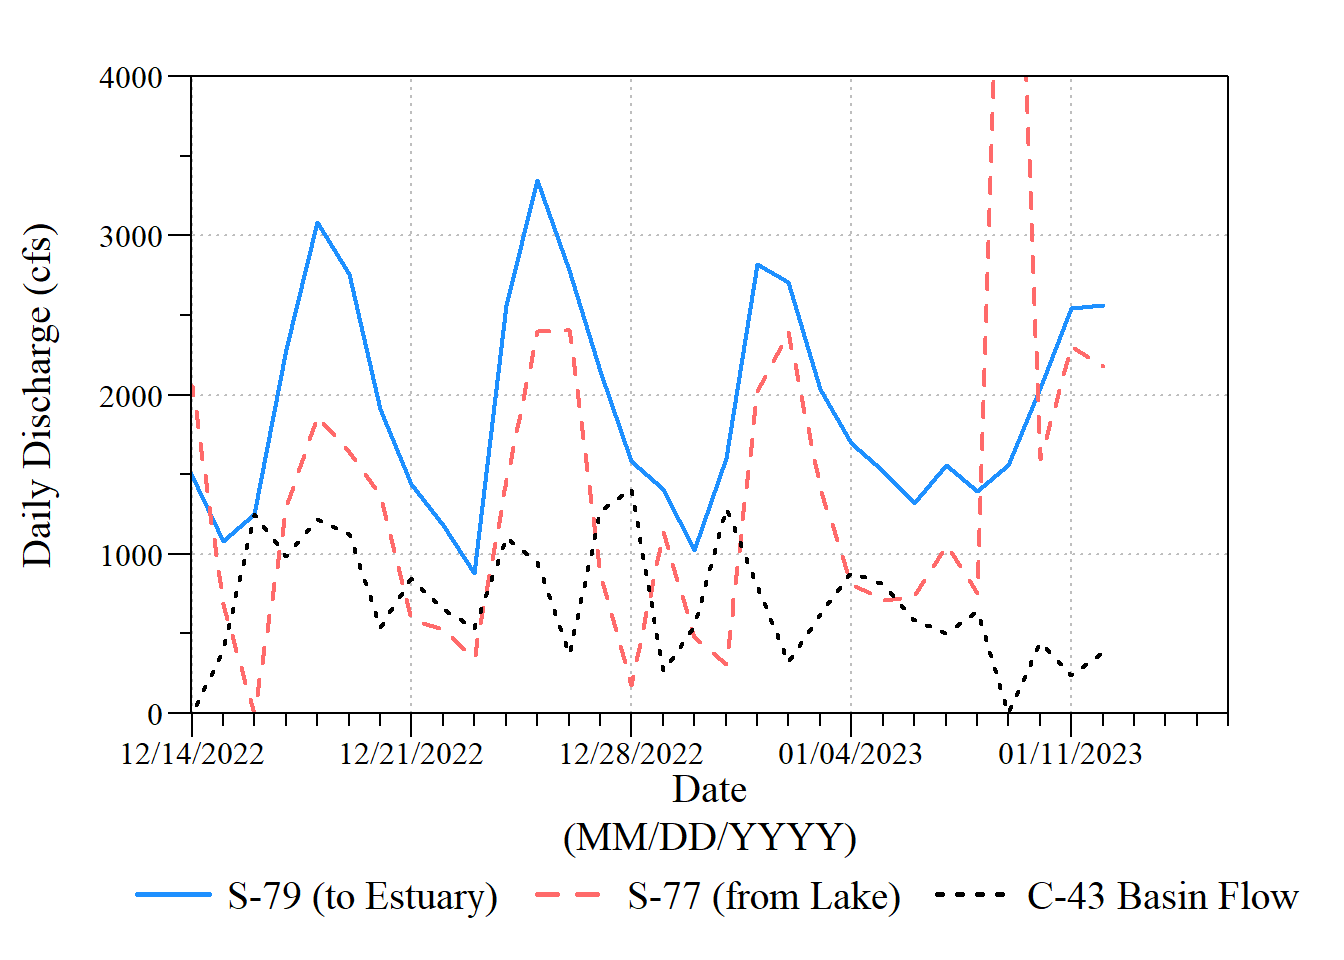 4000
3000
2000
1000
0
Daily Discharge (cfs)
12/14/2022 12/21/2022 12/28/2022 01/04/2023 01/11/2023
Date
(MM/DD/YYYY)
S-79 (to Estuary) S-77 (from Lake) C-43 Basin Flow